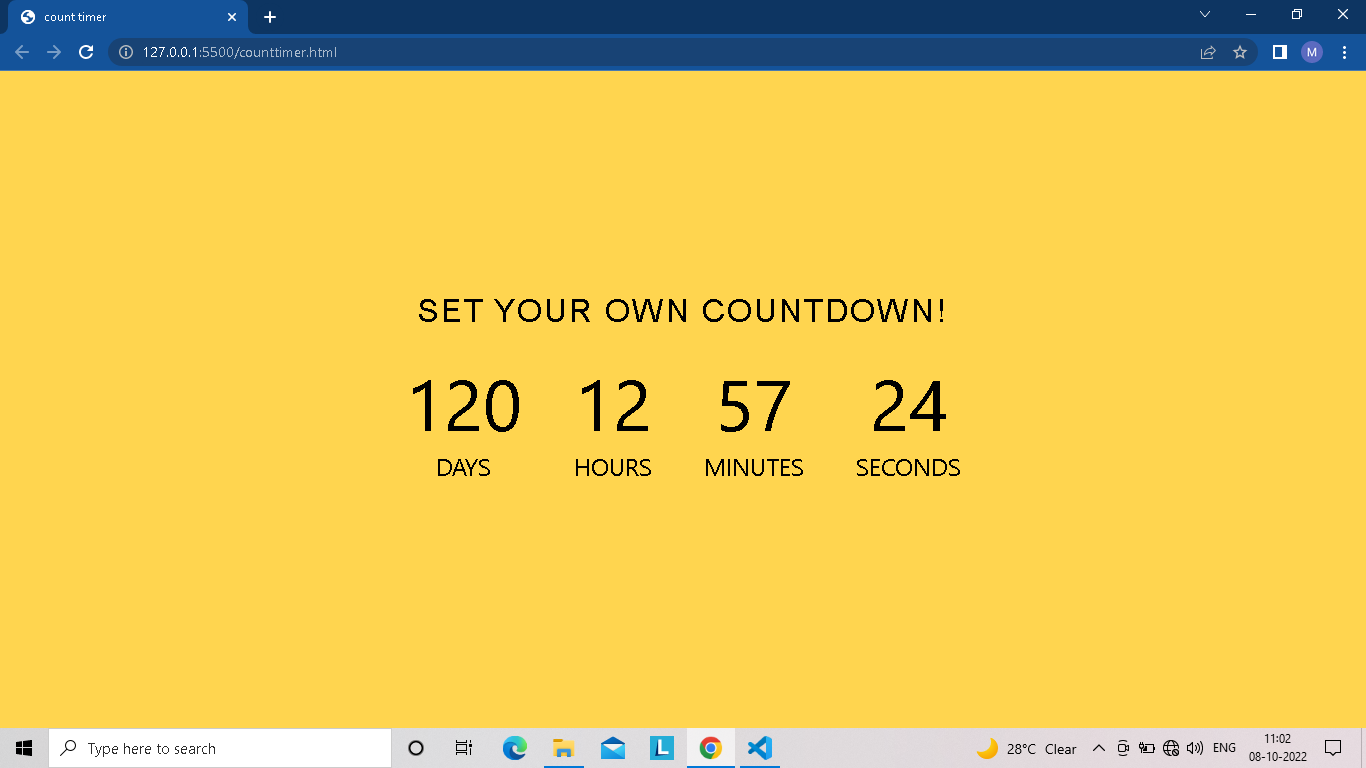 count timer
127.0.0.1:5500/counttimer.html
M
SET YOUR OWN COUNTDOWN!
120 12 57 24
DAYS HOURS MINUTES SECONDS
Type here to search
L
28°C Clear
ENG
11:02
08-10-2022